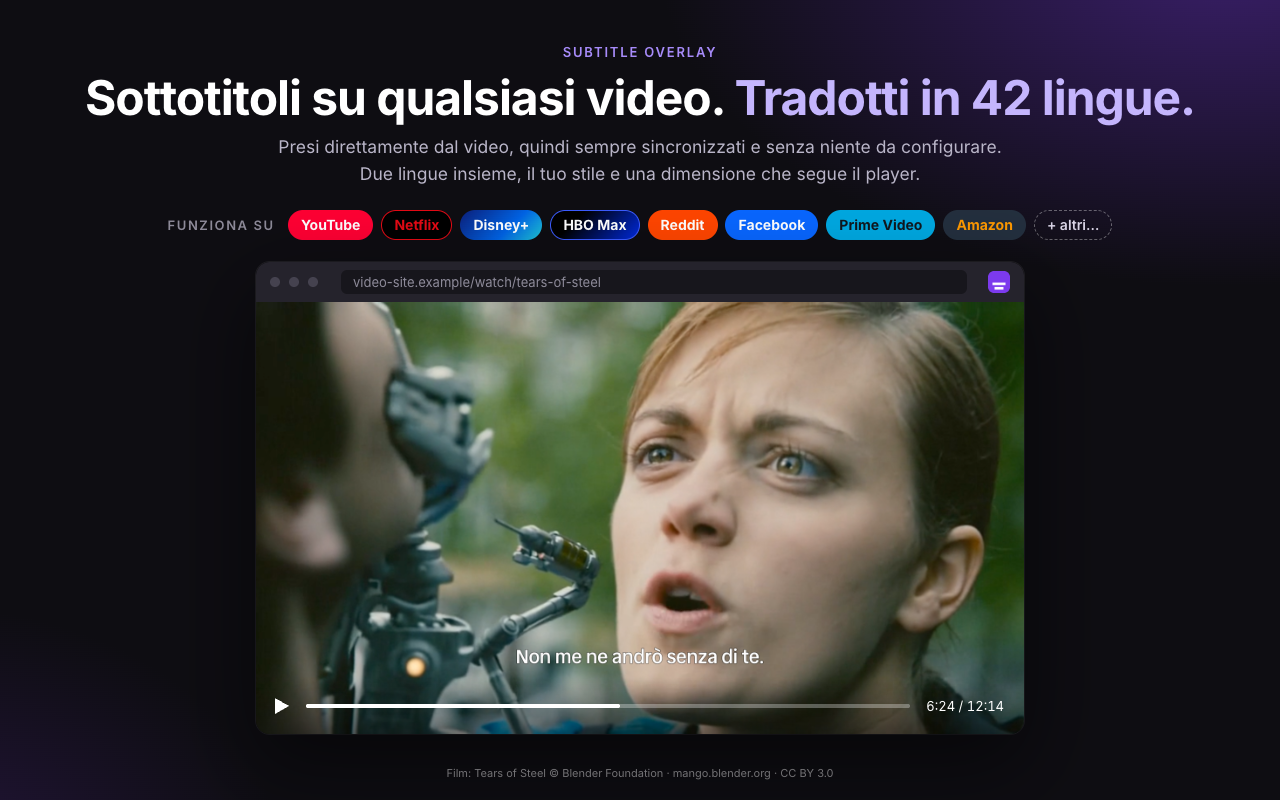 SUBTITLE OVERLAY
Sottotitoli su qualsiasi video. Tradotti in 42 lingue.
Presi direttamente dal video, quindi sempre sincronizzati e senza niente da configurare.
Due lingue insieme, il tuo stile e una dimensione che segue il player.
FUNZIONA SU YouTube Netflix Disney+ HBO Max Reddit Facebook Prime Video Amazon + altri...
video-site.example/watch/tears-of-steel
Non me ne andrò senza di te.
6:24 / 12:14
Film: Tears of Steel © Blender Foundation · mango.blender.org · CC BY 3.0